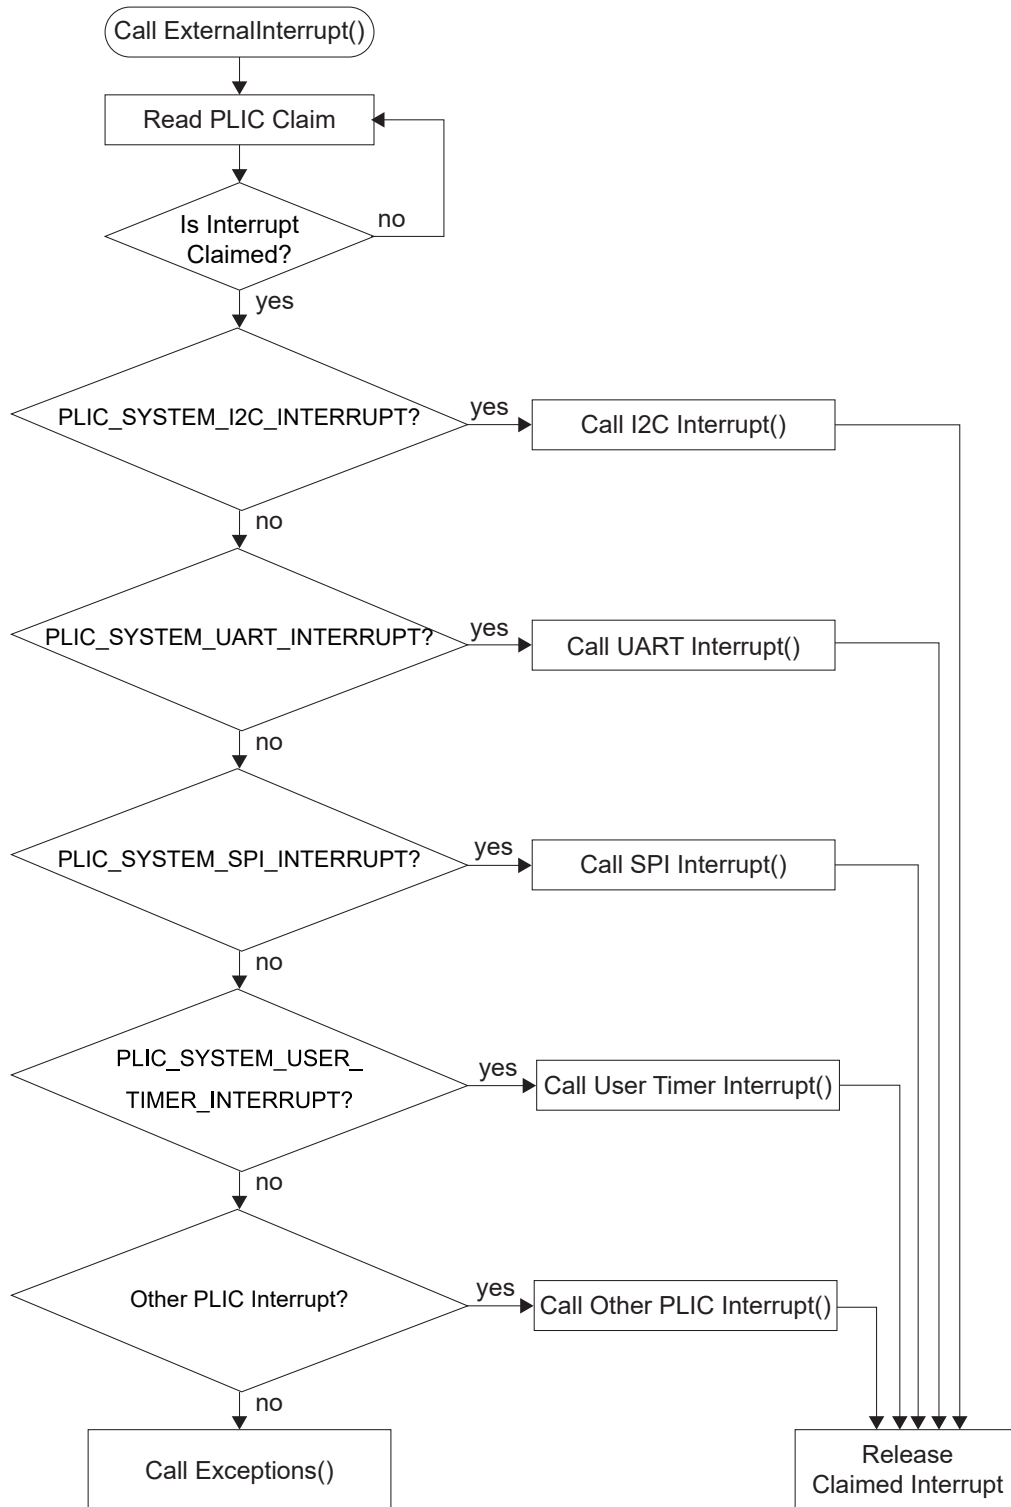 Call ExternalInterrupt()
Read PLIC Claim
Is Interrupt
Claimed?
no
yes
PLIC_SYSTEM_I2C_INTERRUPT?
yes
Call I2C Interrupt()
no
PLIC_SYSTEM_UART_INTERRUPT?
yes
Call UART Interrupt()
no
PLIC_SYSTEM_SPI_INTERRUPT?
yes
Call SPI Interrupt()
no
PLIC_SYSTEM_USER_
TIMER_INTERRUPT?
yes
Call User Timer Interrupt()
no
Other PLIC Interrupt?
yes
Call Other PLIC Interrupt()
no
Call Exceptions()
Release
Claimed Interrupt